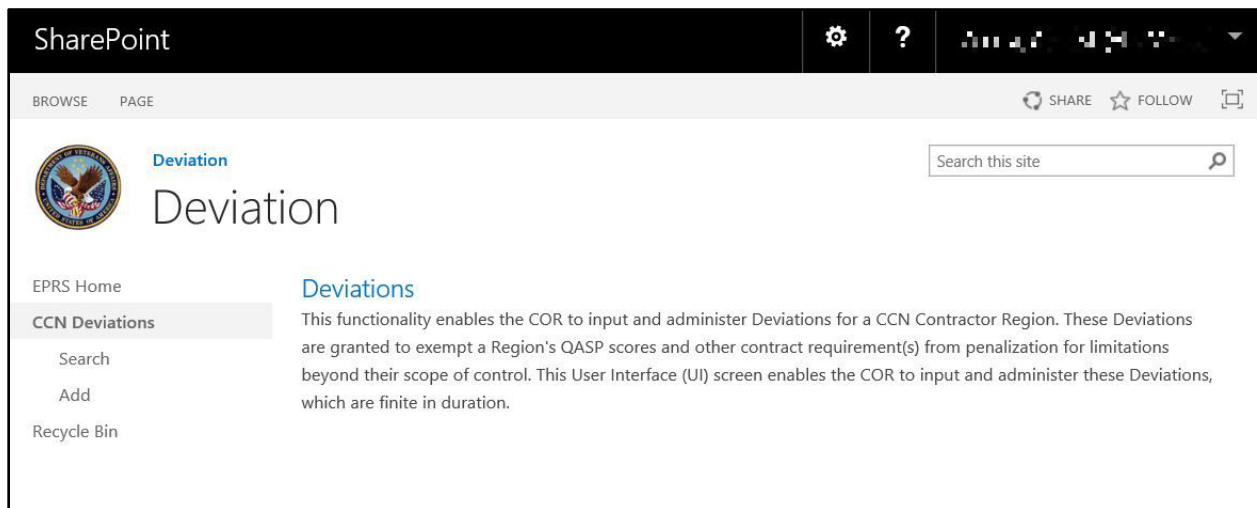 SharePoint
?
BROWSE PAGE
SHARE FOLLOW
Deviation
Search this site
Deviation
EPRS Home
CCN Deviations
Search
Add
Recycle Bin
Deviations
This functionality enables the COR to input and administer Deviations for a CCN Contractor Region. These Deviations
are granted to exempt a Region's QASP scores and other contract requirement(s) from penalization for limitations
beyond their scope of control. This User Interface (UI) screen enables the COR to input and administer these Deviations,
which are finite in duration.